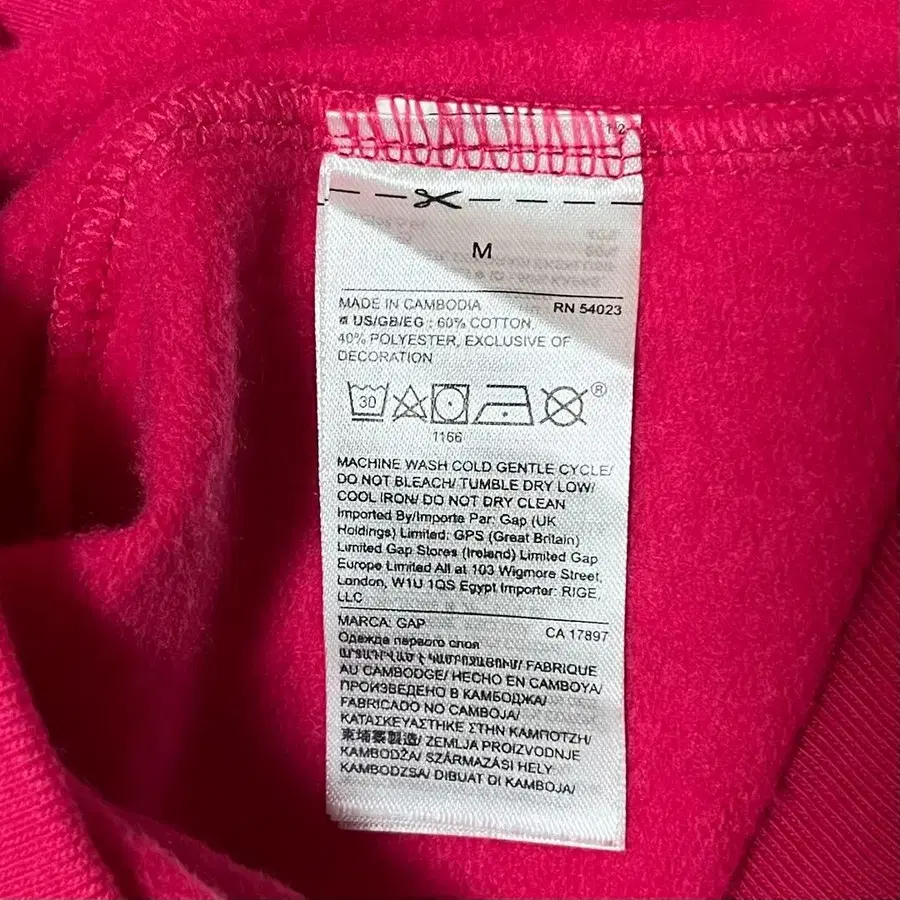 12
M
MADE IN CAMBODIA RN 54023
US/GB/EG : 60% COTTON,
40% POLYESTER, EXCLUSIVE OF
DECORATION
30
®
1166
MACHINE WASH COLD GENTLE CYCLE/
DO NOT BLEACH/ TUMBLE DRY LOW/
COOL IRON/ DO NOT DRY CLEAN
Imported By/Importe Par: Gap (UK
Holdings) Limited: GPS (Great Britain)
Limited Gap Stores (Ireland) Limited Gap
Europe Limited All at 103 Wigmore Street,
London, W1U 1QS Egypt Importer: RIGE,
LLC
MARCA: GAP CA 17897
Одежда первого слоя
FABRIQUE
AU CAMBODGE/ HECHO EN CAMBOYA/
ПРОИЗВЕДЕНО В КАМБОДЖА/
FABRICADO NO CAMBOJA/
ΚΑΤΑΣΚΕΥΑΣΤΗΚΕ ΣΤΗΝ ΚΑΜΠΟΤΖΗ/
柬埔寨製造/ ZEMLJA PROIZVODNJE
KAMBODŽA/ SZÁRMAZÁSI HELY
KAMBODZSA/ DIBUAT DI KAMBOJA/